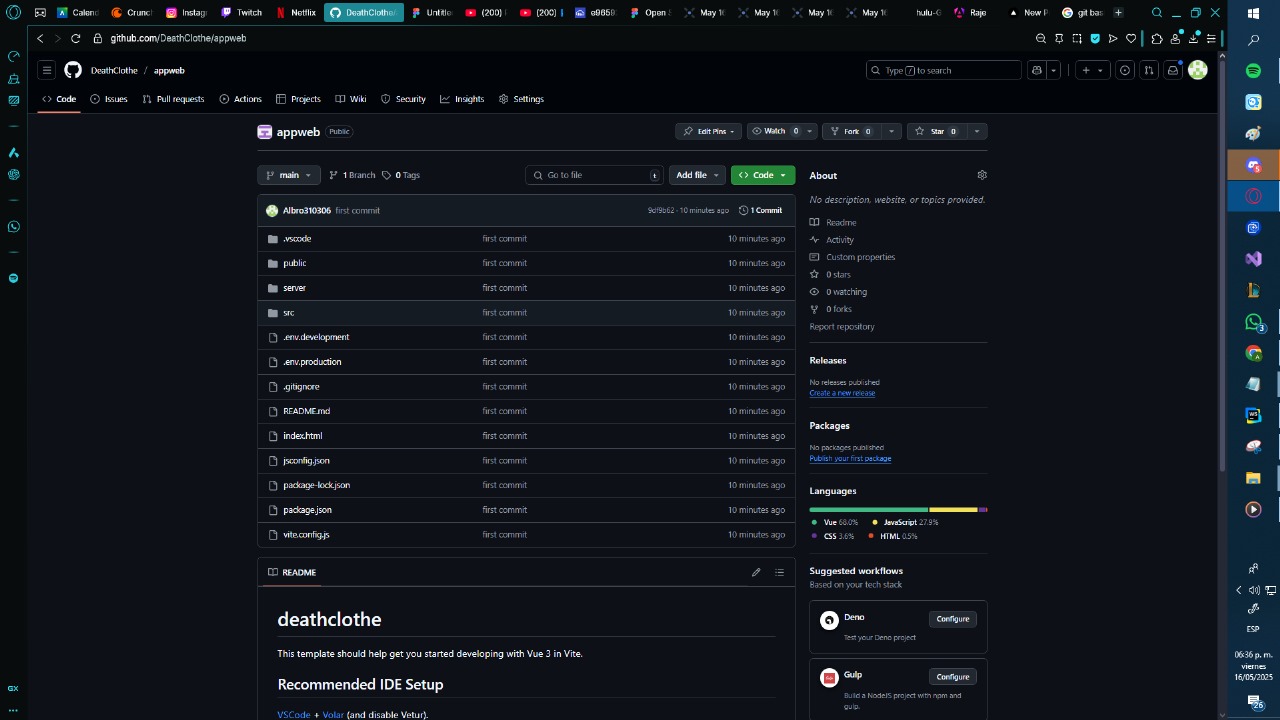 Calend
Crunch
Instag
Twitch
Netflix
DeathClothe/
Untitle
(200) I
(200) I
e9659
Open S
May 16
May 16
May 16
May 16
hulu-G
Raje
New P
git bas
github.com/DeathClothe/appweb
DeathClothe / appweb
Type / to search
Code
Issues
Pull requests
Actions
Projects
Wiki
Security
Insights
Settings
appweb
Public
Edit Pins
Watch 0
Fork 0
Star 0
main
1 Branch
0 Tags
Go to file
t
Add file
Code
Albro310306 first commit
9df9b62 · 10 minutes ago
1 Commit
.vscode first commit 10 minutes ago
public first commit 10 minutes ago
server first commit 10 minutes ago
src first commit 10 minutes ago
.env.development first commit 10 minutes ago
.env.production first commit 10 minutes ago
.gitignore first commit 10 minutes ago
README.md first commit 10 minutes ago
index.html first commit 10 minutes ago
jsconfig.json first commit 10 minutes ago
package-lock.json first commit 10 minutes ago
package.json first commit 10 minutes ago
vite.config.js first commit 10 minutes ago
README
deathclothe
This template should help get you started developing with Vue 3 in Vite.
Recommended IDE Setup
VSCode + Volar (and disable Vetur).
About
No description, website, or topics provided.
Readme
Activity
Custom properties
0 stars
0 watching
0 forks
Report repository
Releases
No releases published
Create a new release
Packages
No packages published
Publish your first package
Languages
Vue 68.0%
JavaScript 27.9%
CSS 3.6%
HTML 0.5%
Suggested workflows
Based on your tech stack
Deno
Configure
Test your Deno project
Gulp
Configure
Build a NodeJS project with npm and
gulp.
GX
5
3
WS
ESP
06:36 p. m.
viernes
16/05/2025
26